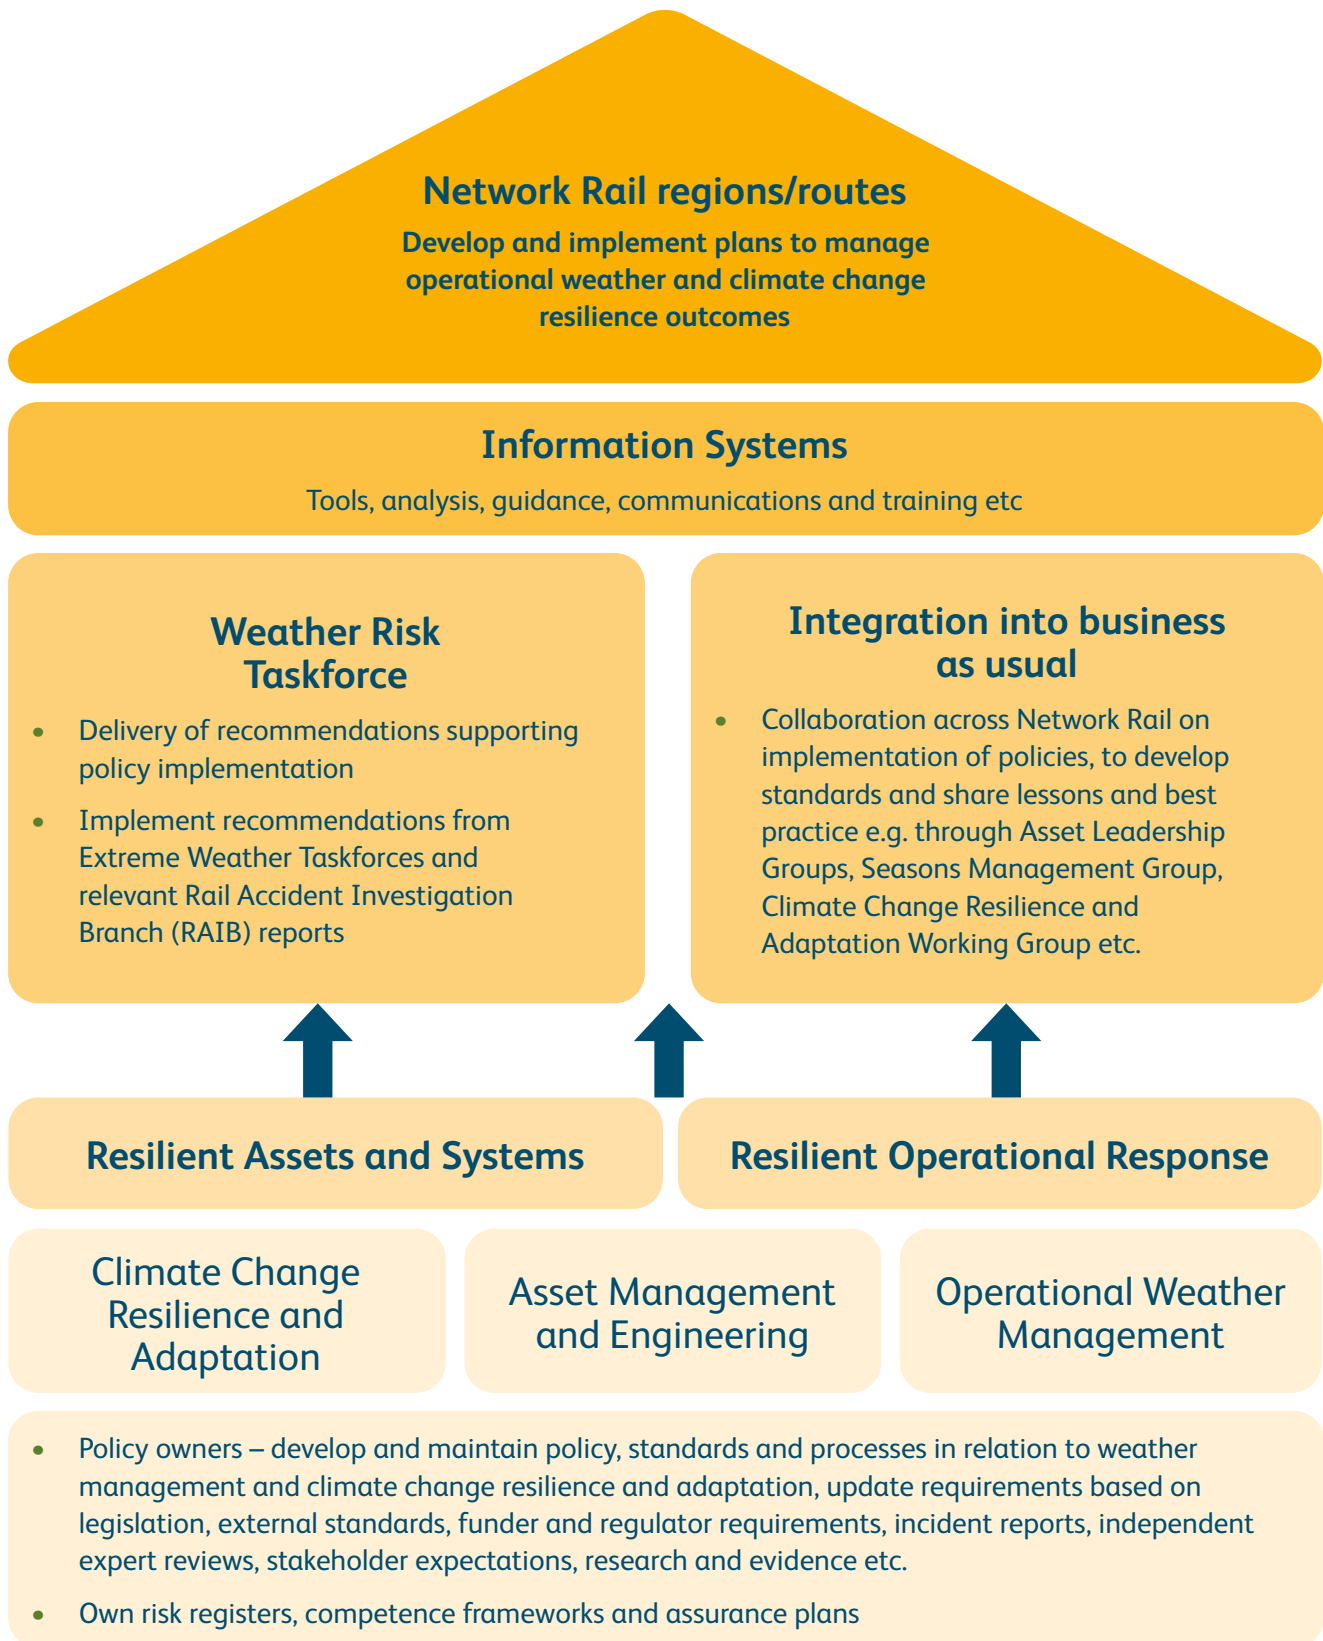 Network Rail regions/routes
Develop and implement plans to manage
operational weather and climate change
resilience outcomes
Information Systems
Tools, analysis, guidance, communications and training etc
Weather Risk
Taskforce
• Delivery of recommendations supporting
policy implementation
• Implement recommendations from
Extreme Weather Taskforces and
relevant Rail Accident Investigation
Branch (RAIB) reports
Integration into business
as usual
• Collaboration across Network Rail on
implementation of policies, to develop
standards and share lessons and best
practice e.g. through Asset Leadership
Groups, Seasons Management Group,
Climate Change Resilience and
Adaptation Working Group etc.
Resilient Assets and Systems
Resilient Operational Response
Climate Change
Resilience and
Adaptation
Asset Management
and Engineering
Operational Weather
Management
• Policy owners – develop and maintain policy, standards and processes in relation to weather
management and climate change resilience and adaptation, update requirements based on
legislation, external standards, funder and regulator requirements, incident reports, independent
expert reviews, stakeholder expectations, research and evidence etc.
• Own risk registers, competence frameworks and assurance plans